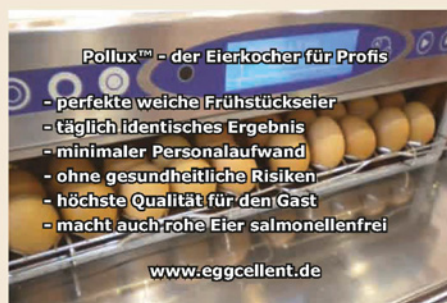 Pollux™ - der Eierkocher für Profis
- perfekte weiche Frühstückseier
- täglich identisches Ergebnis
- minimaler Personalaufwand
- ohne gesundheitliche Risiken
- höchste Qualität für den Gast
- macht auch rohe Eier salmonellenfrei
www.eggcellent.de